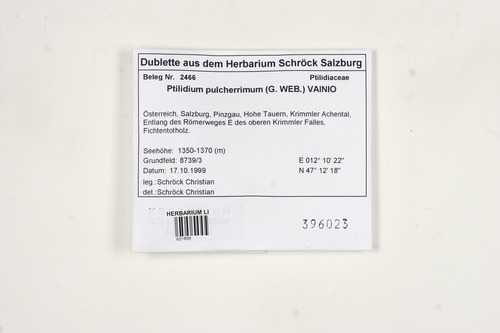 Dublette aus dem Herbarium Schröck Salzburg
Beleg Nr. 2466 Ptilidiaceae
Ptilidium pulcherrimum (G. WEB.) VAINIO
Österreich, Salzburg, Pinzgau, Hohe Tauern, Krimmler Achental,
Entlang des Römerweges E des oberen Krimmler Falles,
Fichtentotholz.
Seehöhe: 1350-1370 (m)
Grundfeld: 8739/3 E 012° 10' 22"
Datum: 17.10.1999 N 47° 12' 18"
leg.:Schröck Christian
det.:Schröck Christian
HERBARIUM LI
651899
396023